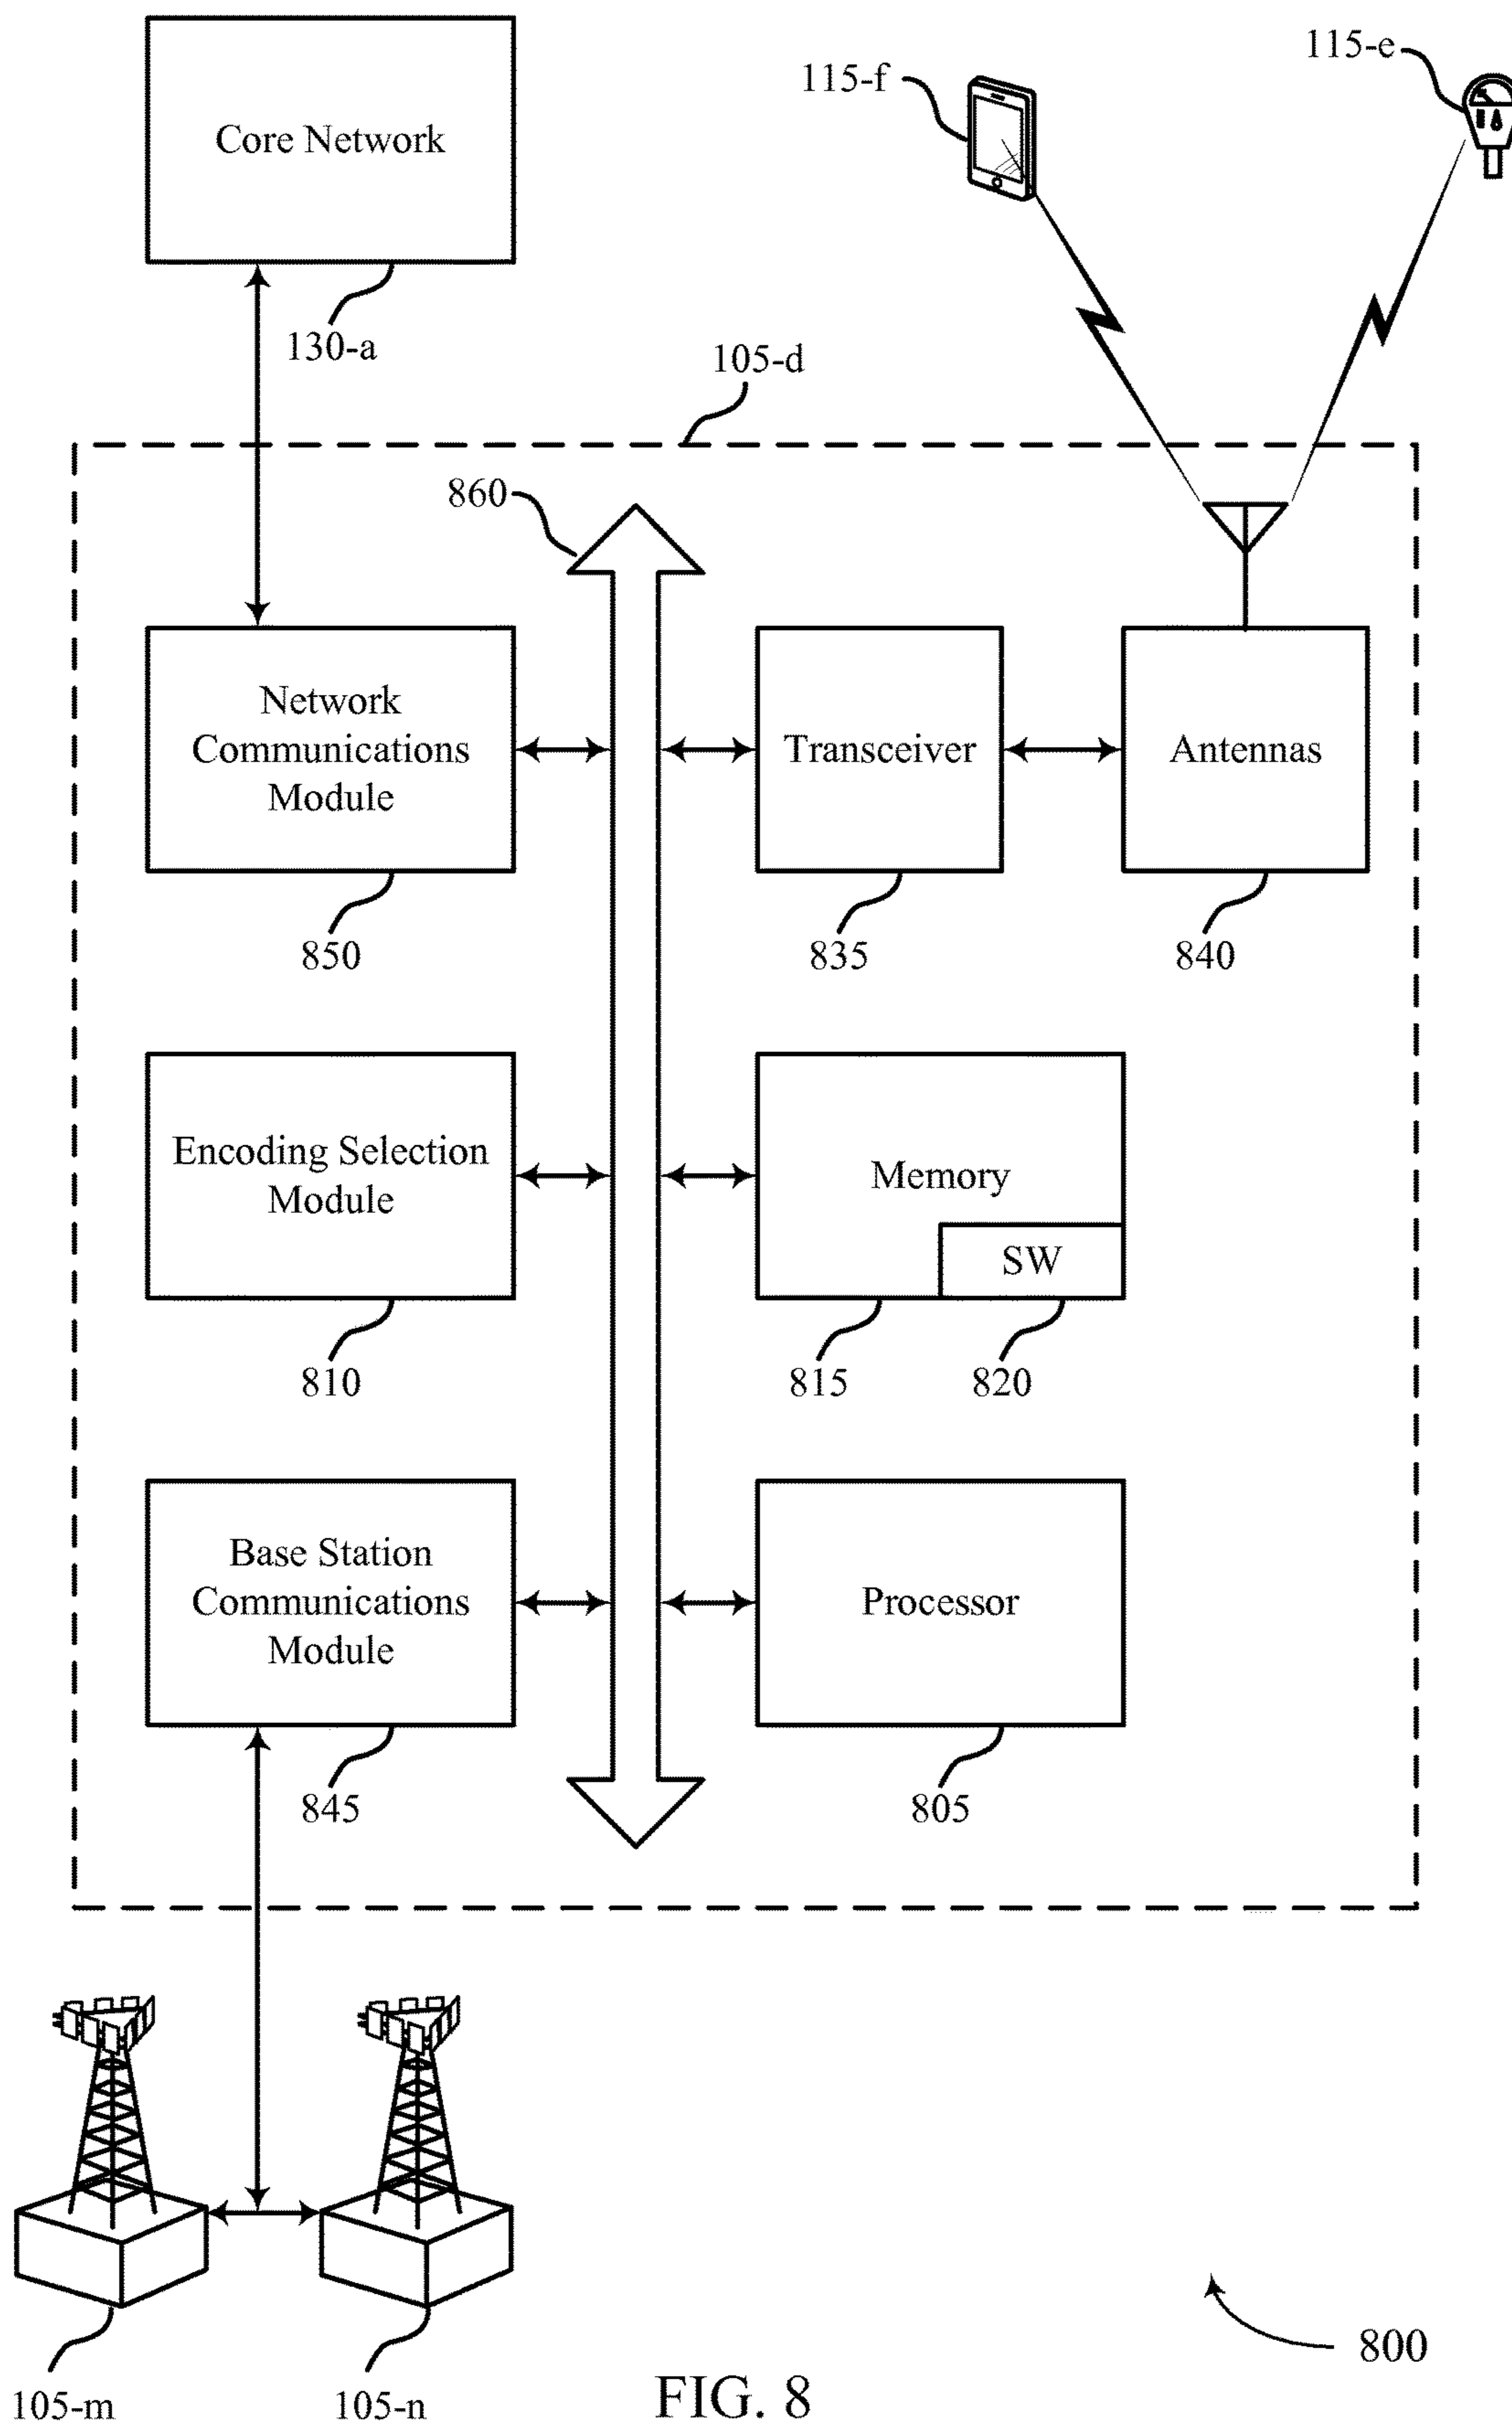 Core Network
115-f
115-e
130-a
105-d
860
Network
Communications
Module
Transceiver
Antennas
850
835
840
Encoding Selection
Module
Memory
SW
810
815
820
Base Station
Communications
Module
Processor
845
805
800
105-m
105-n
FIG. 8